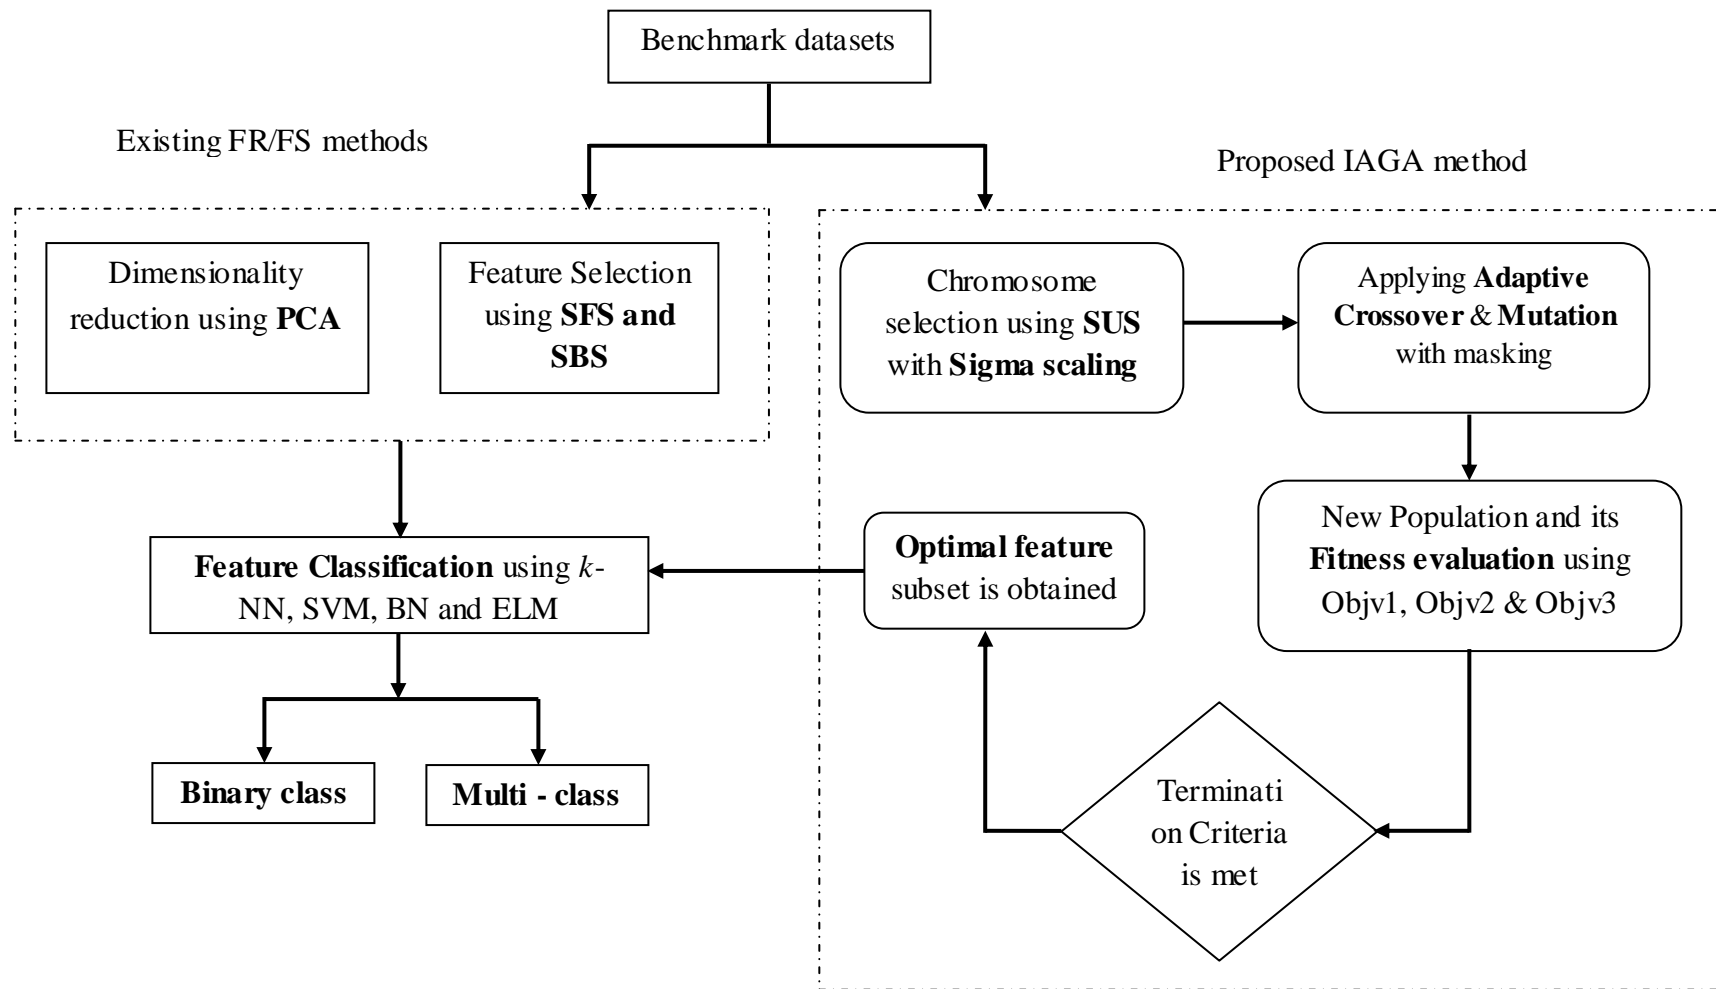 Benchmark datasets
Existing FR/FS methods
Proposed IAGA method
Dimensionality
reduction using PCA
Feature Selection
using SFS and
SBS
Chromosome
selection using SUS
with Sigma scaling
Applying Adaptive
Crossover & Mutation
with masking
New Population and its
Fitness evaluation using
Objv1, Objv2 & Objv3
Optimal feature
subset is obtained
Feature Classification using k-
NN, SVM, BN and ELM
Terminati
on Criteria
is met
Binary class
Multi - class